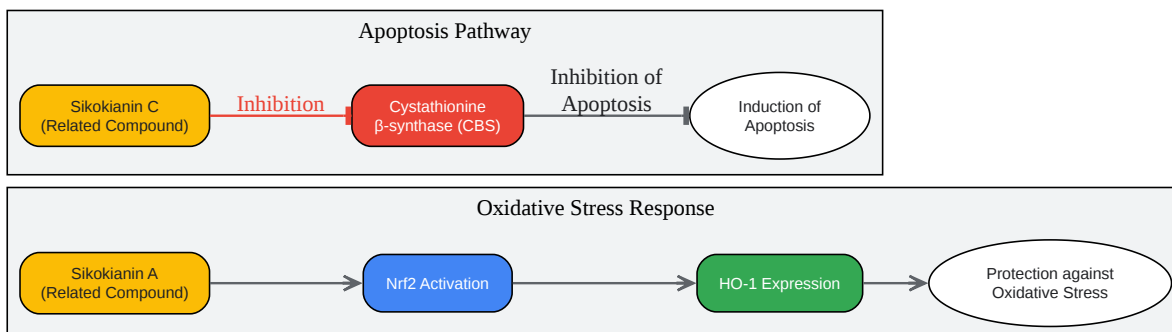 Apoptosis Pathway
Sikokianin C
(Related Compound)
Inhibition
Cystathionine
β-synthase (CBS)
Inhibition of
Apoptosis
Induction of
Apoptosis
Oxidative Stress Response
Sikokianin A
(Related Compound)
Nrf2 Activation
HO-1 Expression
Protection against
Oxidative Stress